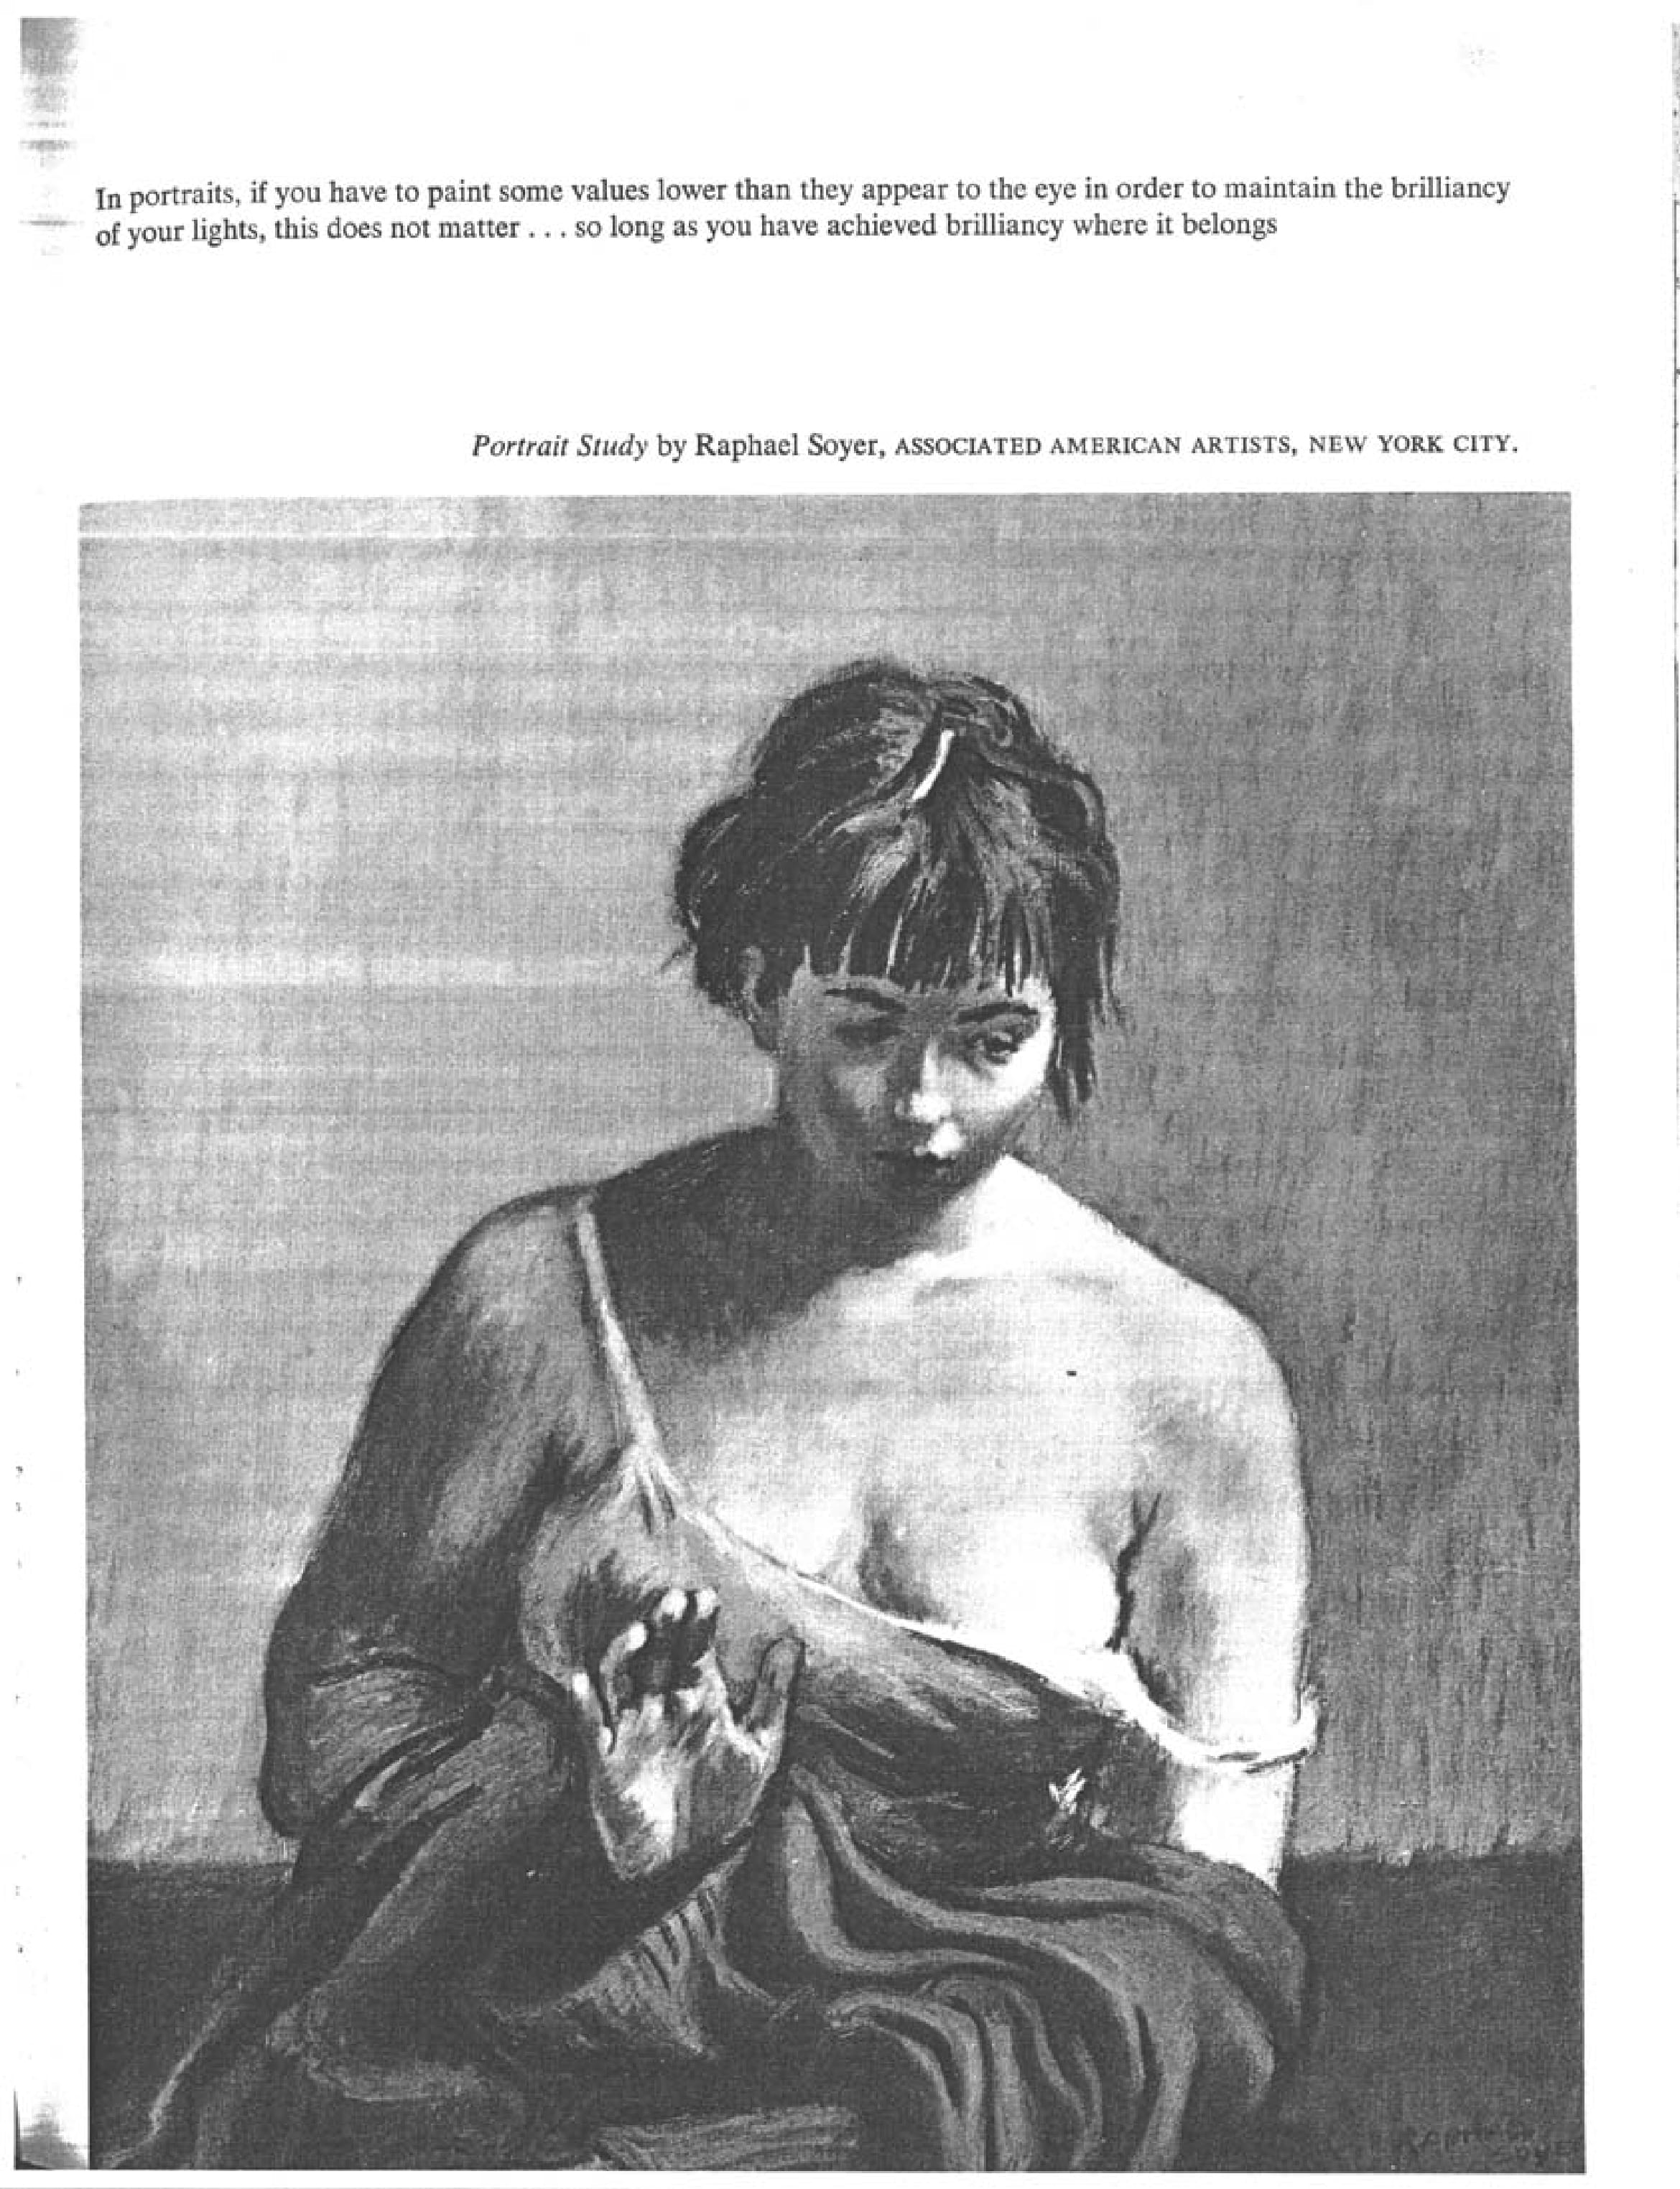 In portraits, if you have to paint some values lower than they appear to the eye in order to maintain the brilliancy
of your lights, this does not matter . . . so long as you have achieved brilliancy where it belongs
Portrait Study by Raphael Soyer, ASSOCIATED AMERICAN ARTISTS, NEW YORK CITY.
RAPHAEL
SOYER